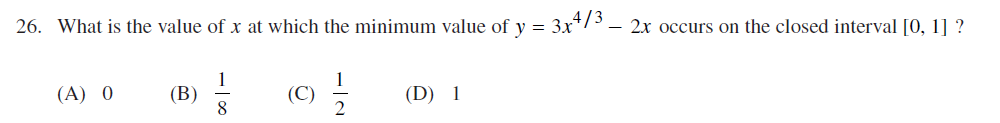 26. What is the value of x at which the minimum value of y = 3x^{4/3} – 2x occurs on the closed interval [0, 1] ?
(A) 0 (B) 1/8 (C) 1/2 (D) 1